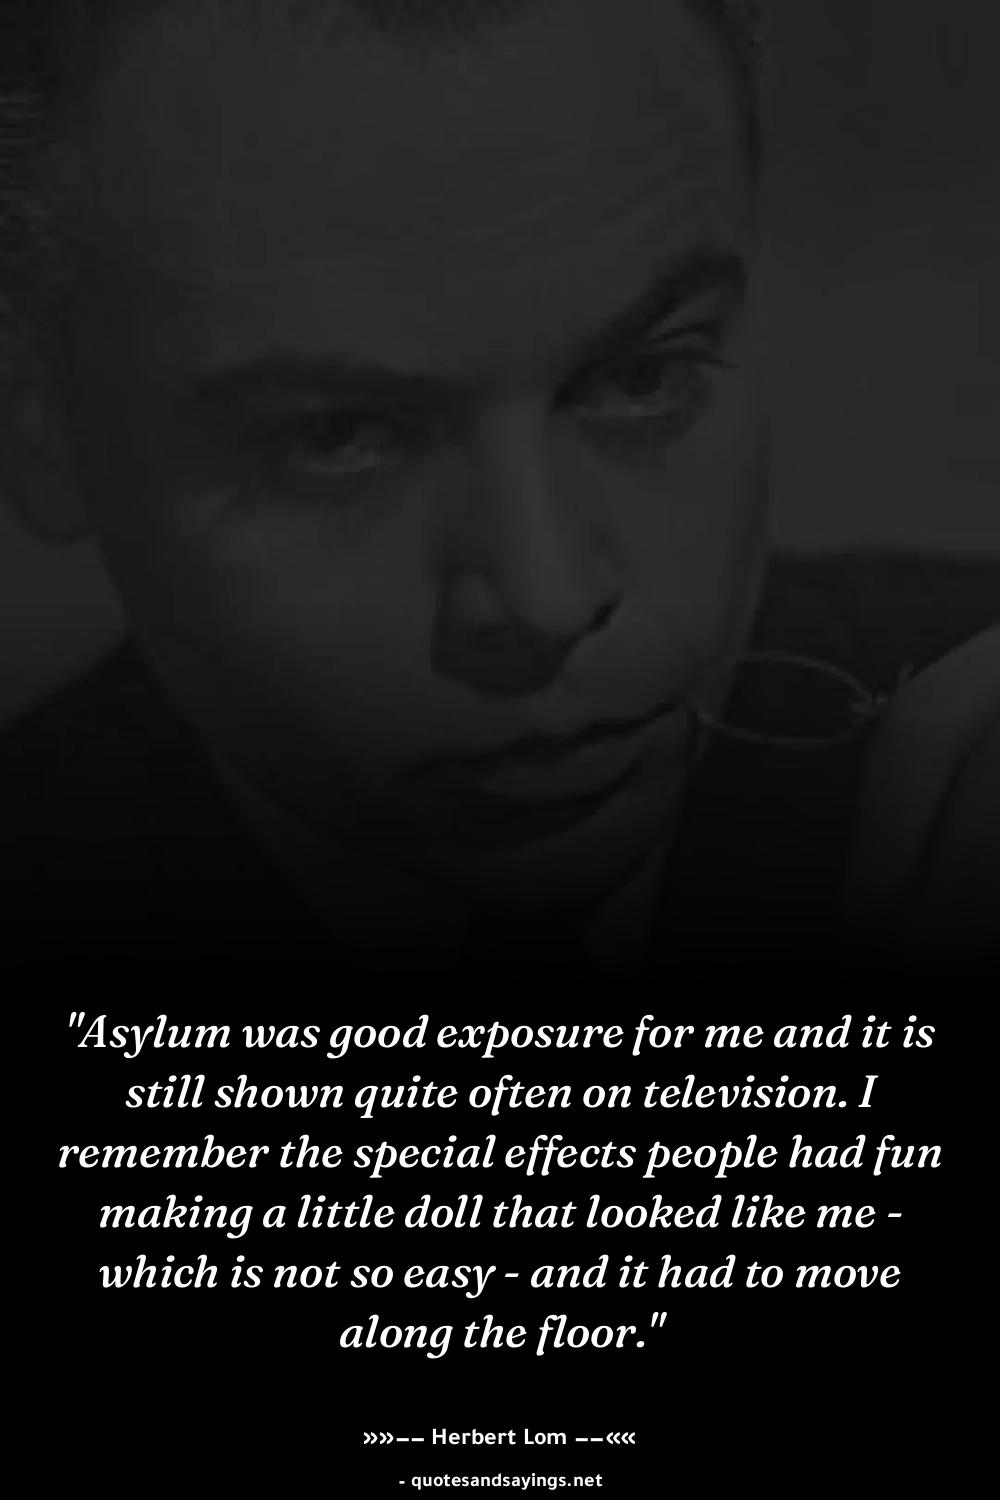 "Asylum was good exposure for me and it is
still shown quite often on television. I
remember the special effects people had fun
making a little doll that looked like me -
which is not so easy - and it had to move
along the floor."
»»−− Herbert Lom −−««
- quotesandsayings.net